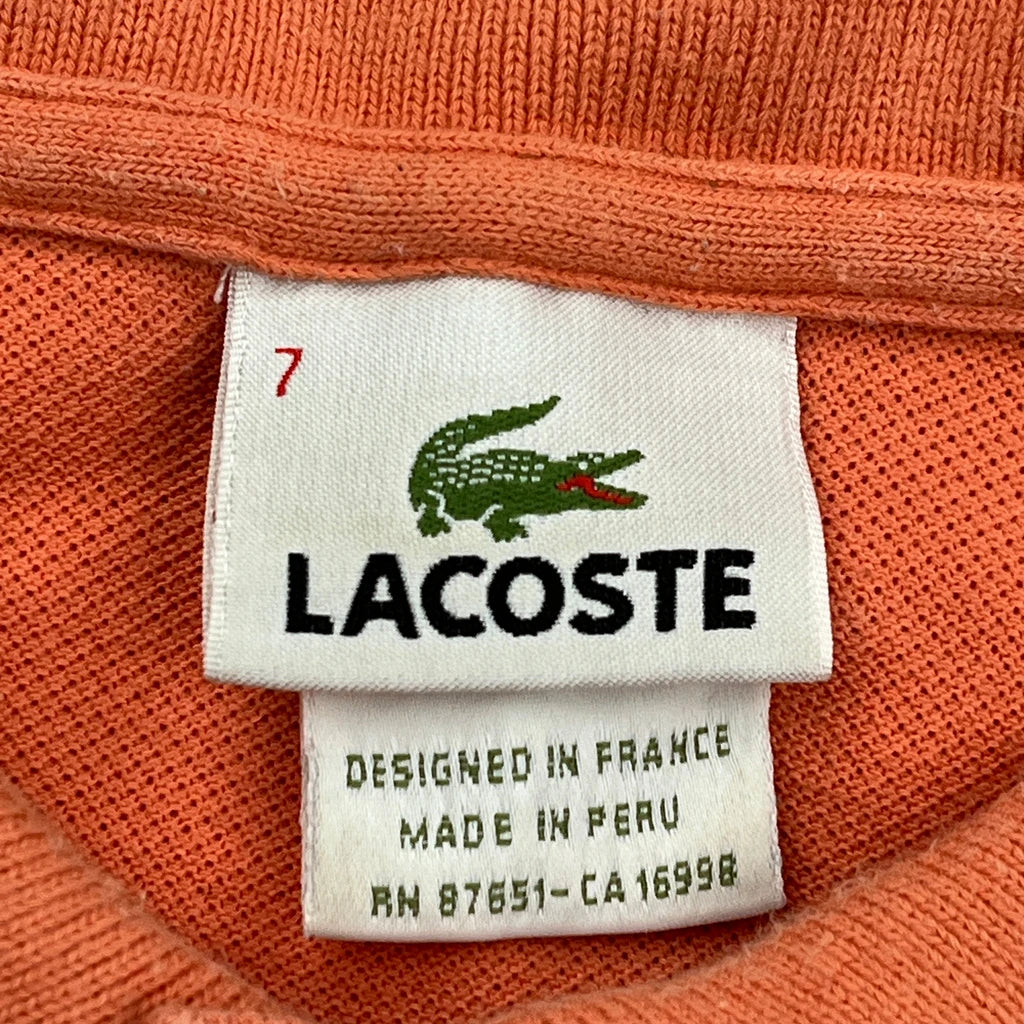 7
LACOSTE
DESIGNED IN FRANCE
MADE IN PERU
RN 87651-CA 16998